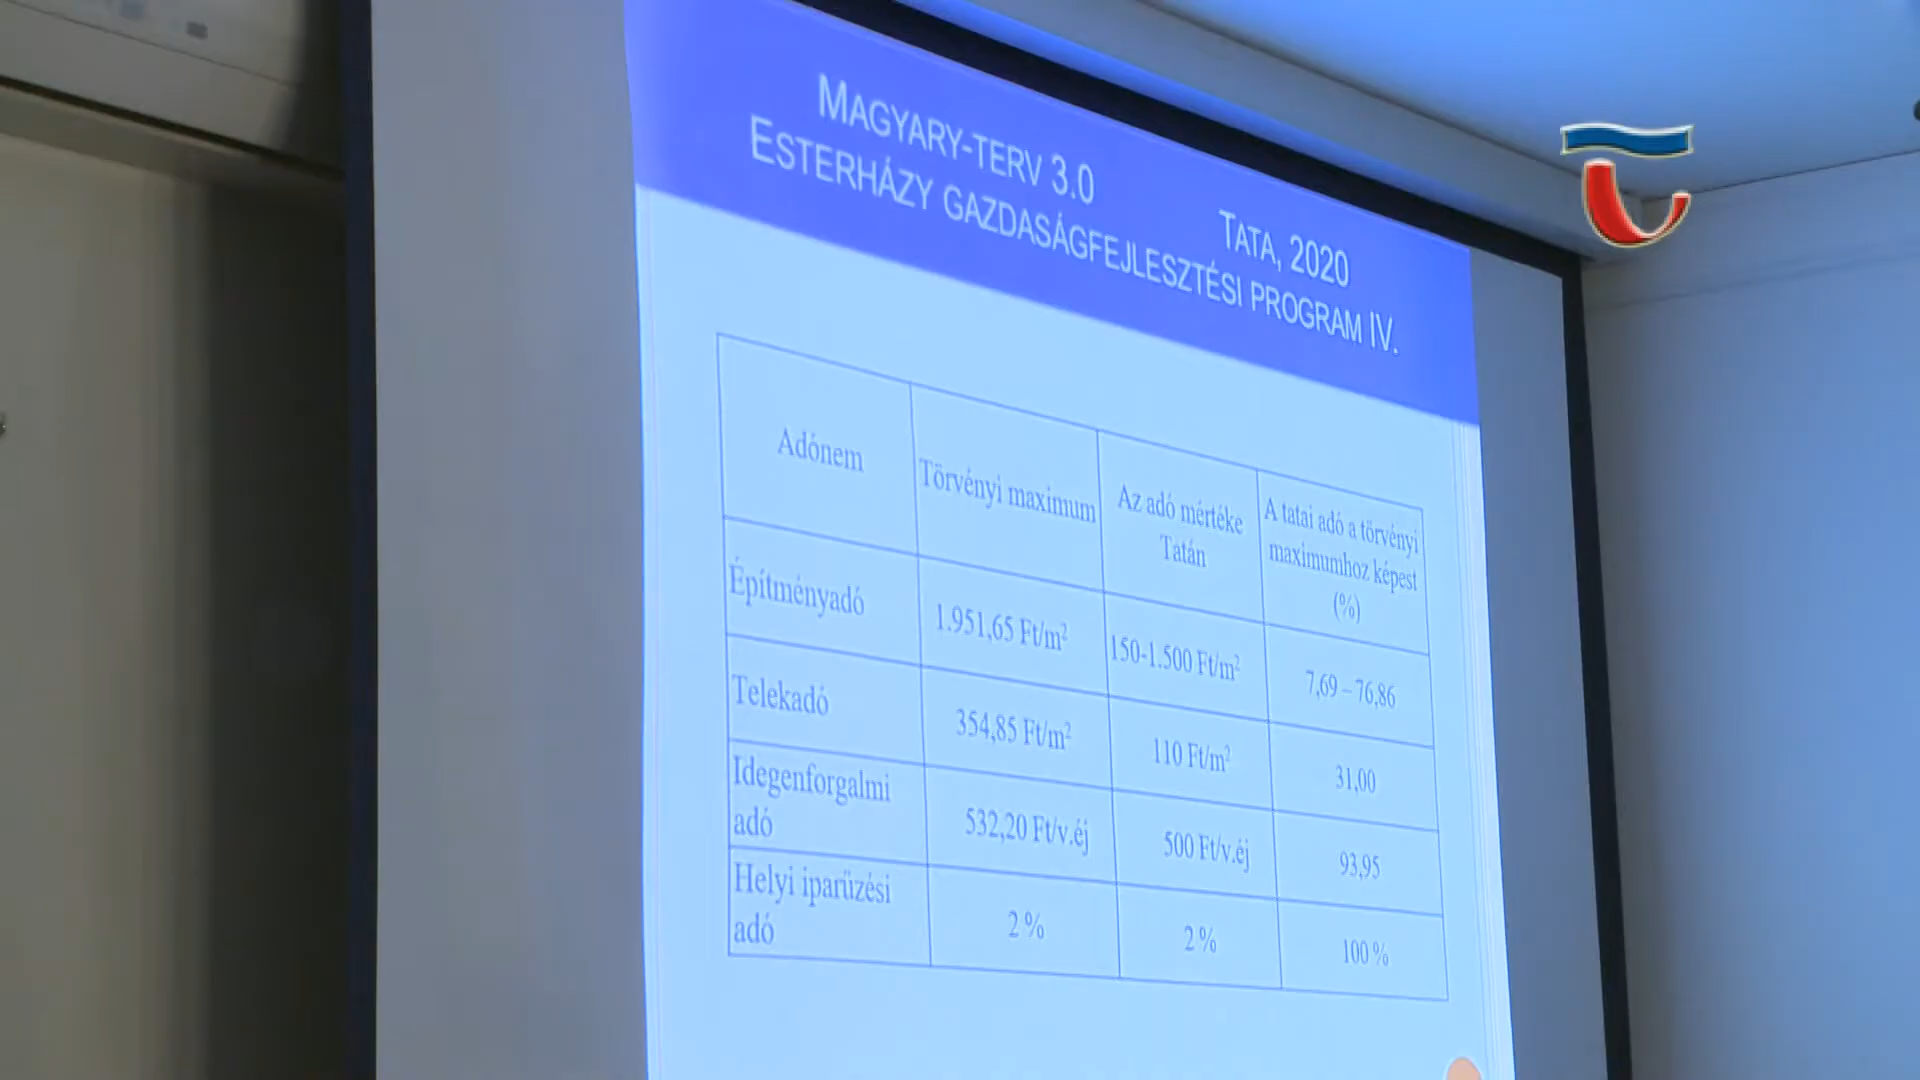 MAGYARY-TERV 3.0 TATA, 2020
ESTERHÁZY GAZDASÁGFEJLESZTÉSI PROGRAM IV.
Adónem
Törvényi maximum
Az adó mértéke
Tatán
A tatai adó a törvényi
maximumhoz képest
(%)
Építményadó
1.951,65 Ft/m²
150-1.500 Ft/m²
7,69 – 76,86
Telekadó
354,85 Ft/m²
110 Ft/m²
31,00
Idegenforgalmi
adó
532,20 Ft/v.éj
500 Ft/v.éj
93,95
Helyi iparűzési
adó
2 %
2 %
100 %